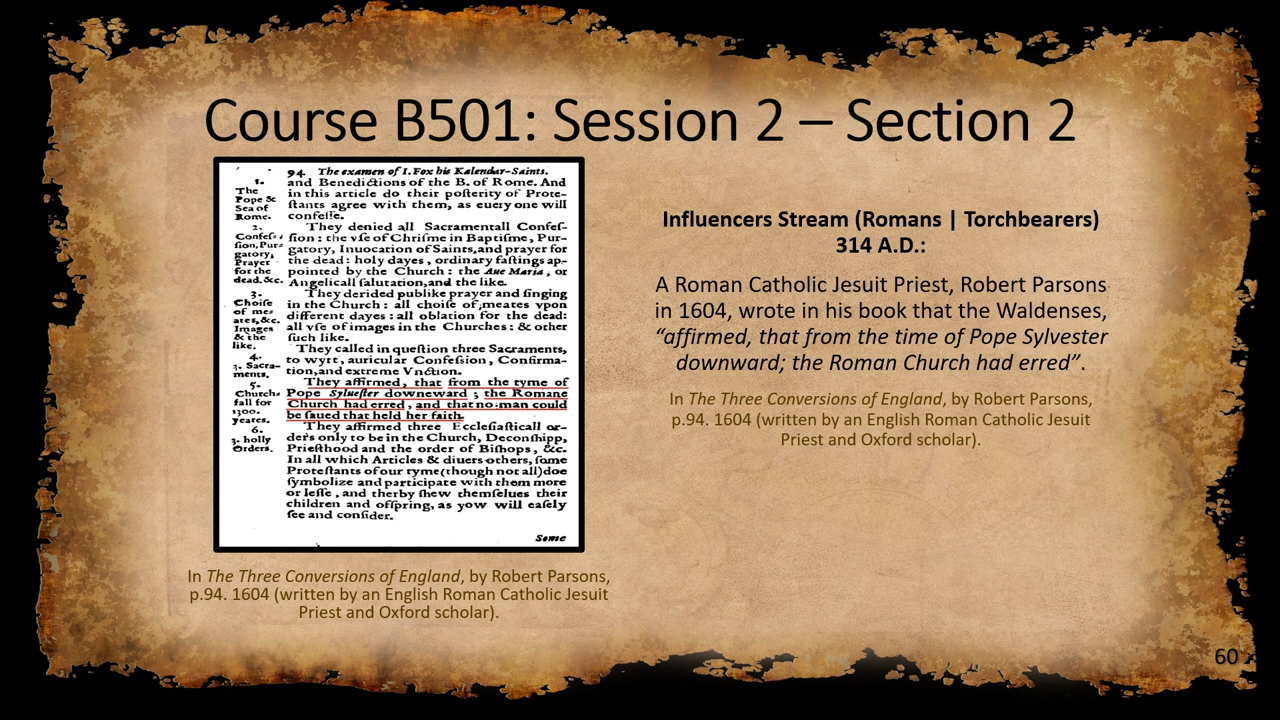 Course B501: Session 2 – Section 2
94. The examen of I. Fox his Kalendar-Saints.
and Benedictions of the B. of Rome. And
in this article do their posterity of Prote-
ſtants agree with them, as euery one will
confeſſe.
They denied all Sacramentall Confeſ-
ſion: the vſe of Chriſme in Baptiſme, Pur-
gatory, Inuocation of Saints, and prayer for
the dead: holy dayes, ordinary faſtings ap-
pointed by the Church: the Aue Maria, or
Angelicall ſalutation, and the like.
They derided publike prayer and ſinging
in the Church: all choiſe of meates vpon
different dayes: all oblation for the dead:
all vſe of images in the Churches: & other
ſuch like.
They called in queſtion three Sacraments,
to wytt, auricular Confeſſion, Confirma-
tion, and extreme Vnction.
They affirmed, that from the tyme of
Pope Sylueſter downeward; the Romane
Church had erred, and that no-man could
be ſaued that held her faith.
They affirmed three Eccleſiaſticall or-
ders only to be in the Church, Deconſhipp,
Prieſthood and the order of Biſhops, &c.
In all which Articles & diuers others, ſome
Proteſtants of our tyme (though not all) doe
ſymbolize and participate with them more
or leſſe, and therby ſhew themſelues their
children and offpring, as yow will eaſely
ſee and conſider.
Some
1.
The
Pope &
Sea of
Rome.
2.
Confeſ-
ſion, Pur-
gatory,
Prayer
for the
dead, &c.
3.
Choiſe
of me-
ates, &c.
Images
& the
like.
4.
3. Sacra-
ments.
5.
Church
fall for
1300.
yeares.
6.
3. holly
Orders.
In The Three Conversions of England, by Robert Parsons,
p.94. 1604 (written by an English Roman Catholic Jesuit
Priest and Oxford scholar).
Influencers Stream (Romans | Torchbearers)
314 A.D.:
A Roman Catholic Jesuit Priest, Robert Parsons
in 1604, wrote in his book that the Waldenses,
“affirmed, that from the time of Pope Sylvester
downward; the Roman Church had erred”.
In The Three Conversions of England, by Robert Parsons,
p.94. 1604 (written by an English Roman Catholic Jesuit
Priest and Oxford scholar).
60